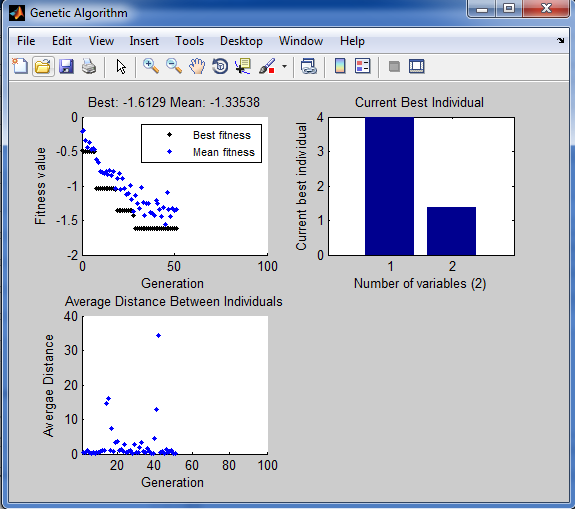 Genetic Algorithm
File Edit View Insert Tools Desktop Window Help
Best: -1.6129 Mean: -1.33538
0
-0.5
-1
-1.5
-2
Fitness value
Best fitness
Mean fitness
0 50 100
Generation
Current Best Individual
4
3
2
1
0
Current best individual
1 2
Number of variables (2)
Average Distance Between Individuals
40
30
20
10
0
Avergae Distance
20 40 60 80 100
Generation